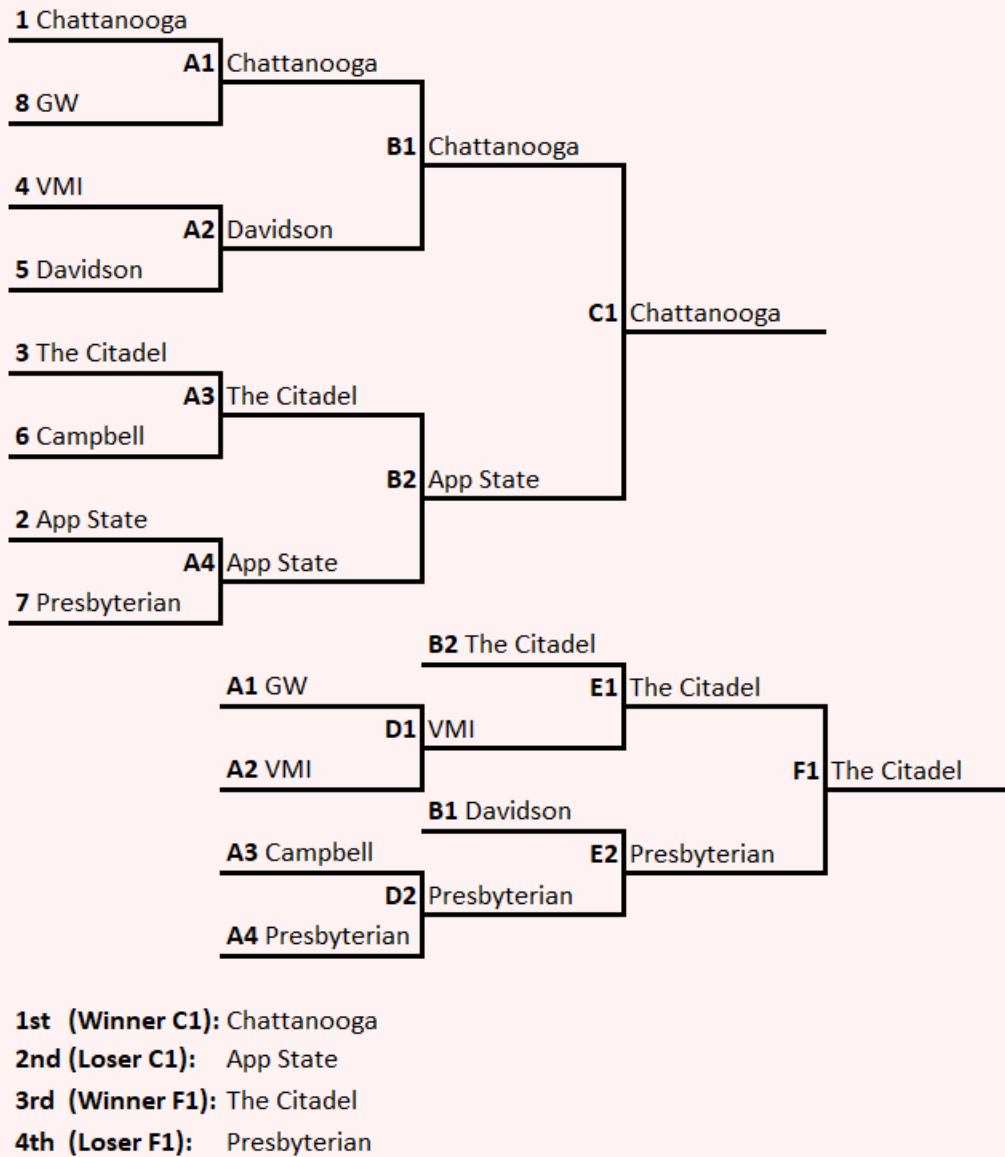 1 Chattanooga
A1 Chattanooga
8 GW
B1 Chattanooga
4 VMI
A2 Davidson
5 Davidson
C1 Chattanooga
3 The Citadel
A3 The Citadel
6 Campbell
B2 App State
2 App State
A4 App State
7 Presbyterian
B2 The Citadel
A1 GW
E1 The Citadel
D1 VMI
A2 VMI
F1 The Citadel
B1 Davidson
A3 Campbell
E2 Presbyterian
D2 Presbyterian
A4 Presbyterian
1st (Winner C1): Chattanooga
2nd (Loser C1): App State
3rd (Winner F1): The Citadel
4th (Loser F1): Presbyterian